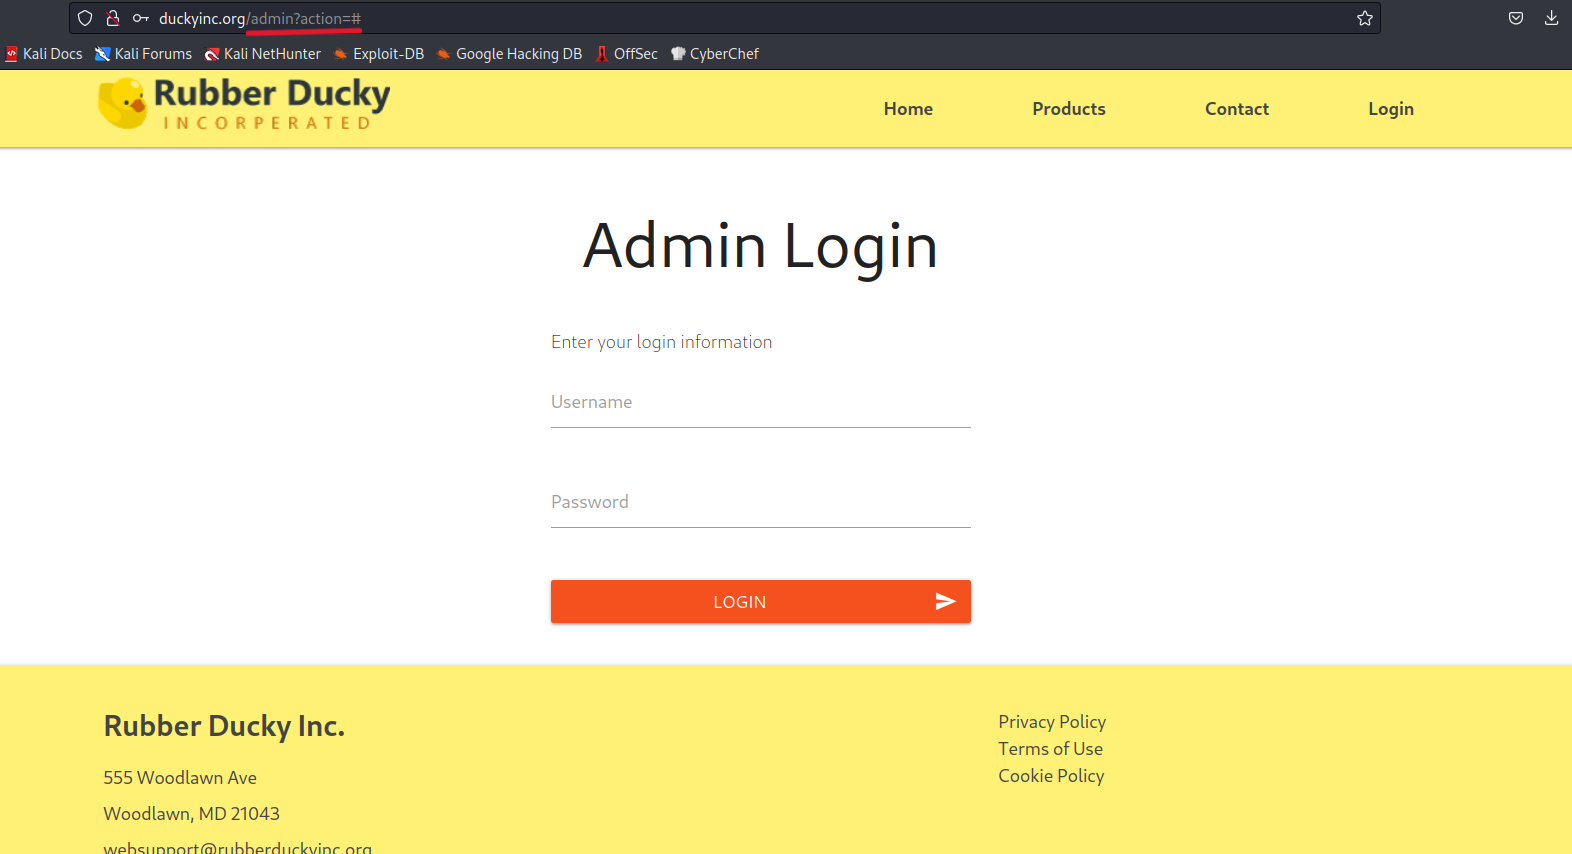 duckyinc.org/admin?action=#
Kali Docs Kali Forums Kali NetHunter Exploit-DB Google Hacking DB OffSec CyberChef
Rubber Ducky
INCORPERATED
Home Products Contact Login
Admin Login
Enter your login information
Username
Password
LOGIN
Rubber Ducky Inc.
555 Woodlawn Ave
Woodlawn, MD 21043
websupport@rubberduckyinc.org
Privacy Policy
Terms of Use
Cookie Policy